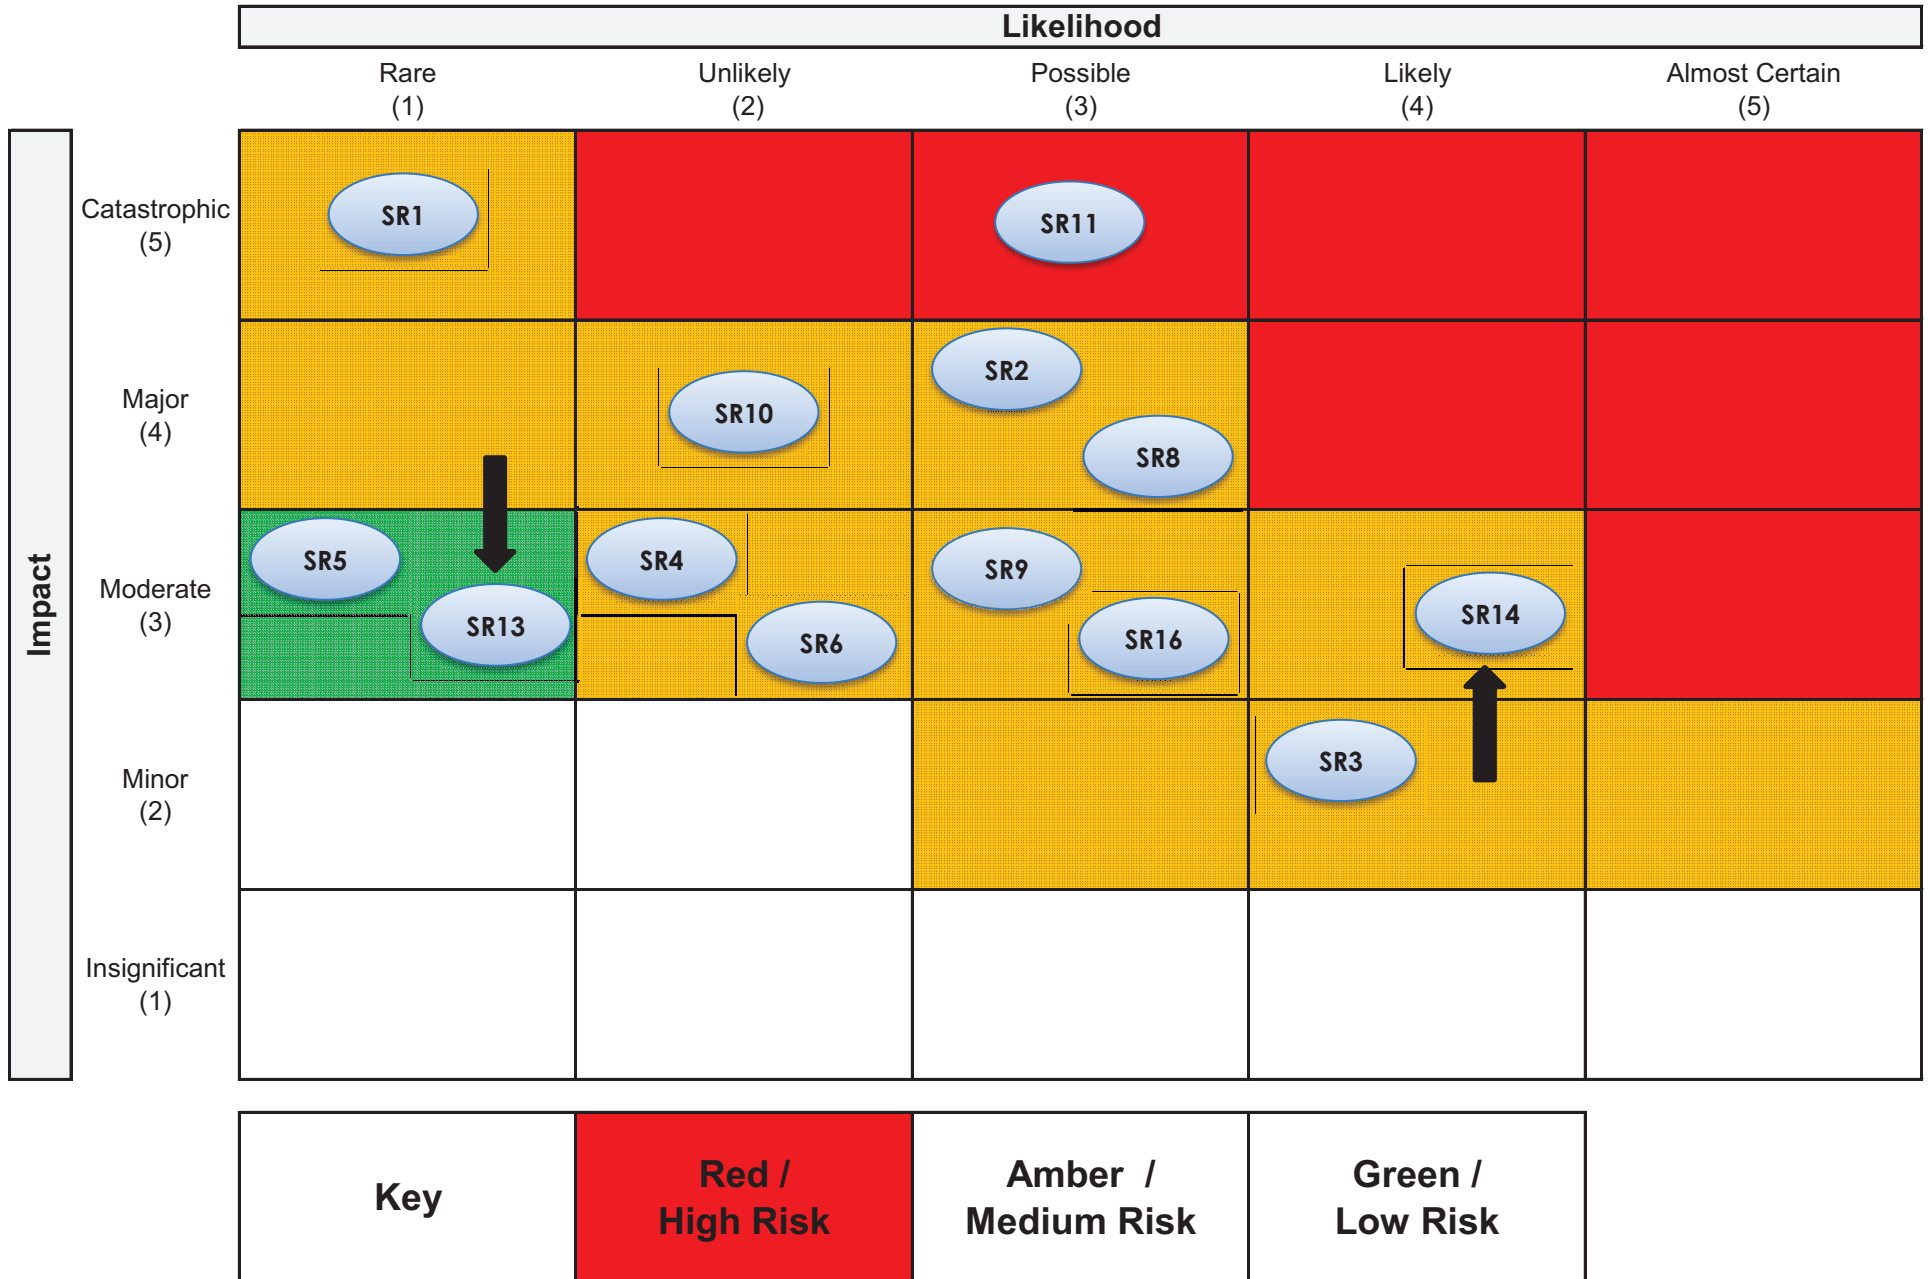 Likelihood
Rare
(1)
Unlikely
(2)
Possible
(3)
Likely
(4)
Almost Certain
(5)
Impact
Catastrophic
(5)
SR1
SR11
Major
(4)
SR10
SR2
SR8
Moderate
(3)
SR5
SR13
SR4
SR6
SR9
SR16
SR14
Minor
(2)
SR3
Insignificant
(1)
Key
Red /
High Risk
Amber /
Medium Risk
Green /
Low Risk